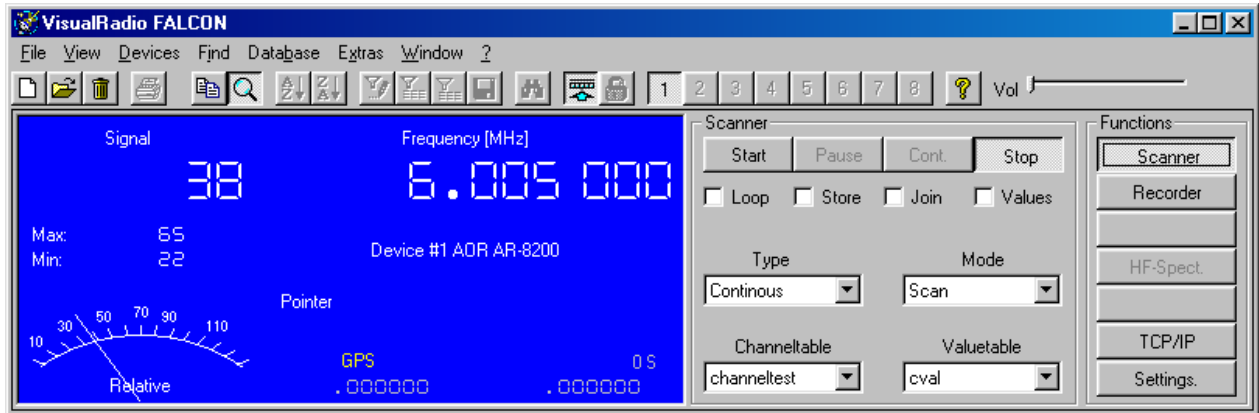 VisualRadio FALCON
File View Devices Find Database Extras Window ?
1 2 3 4 5 6 7 8 ? Vol
Signal Frequency [MHz]
38 6.005 000
Max: 65
Min: 22
Device #1 AOR AR-8200
Pointer
10 30 50 70 90 110
Relative
GPS 0 S
.000000 .000000
Scanner
Start Pause Cont. Stop
Loop Store Join Values
Type Mode
Continous Scan
Channeltable Valuetable
channeltest cval
Functions
Scanner
Recorder
HF-Spect.
TCP/IP
Settings.